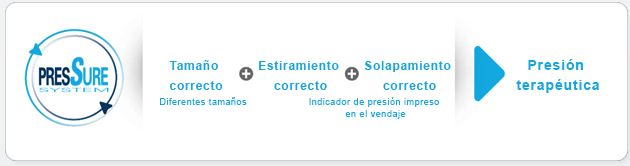 PRESSURE
SYSTEM
Tamaño
correcto
Diferentes tamaños
+
Estiramiento
correcto
+
Solapamiento
correcto
Indicador de presión impreso
en el vendaje
Presión
terapéutica